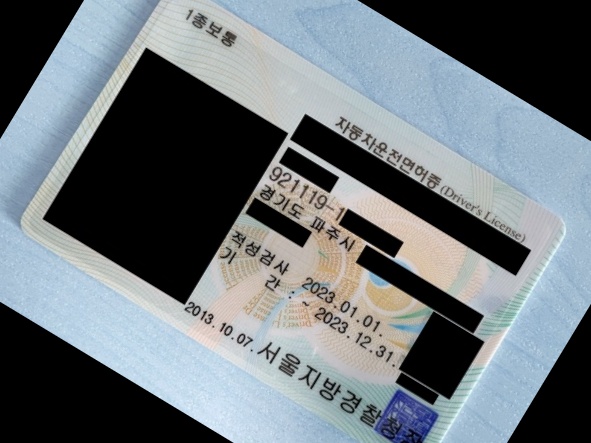 1종보통
자동차운전면허증 (Driver's License)
921119-1
경기도 파주시
적성검사 2023.01.01.
기 간 : ~ 2023.12.31.
2013.10.07. 서울지방경찰청장